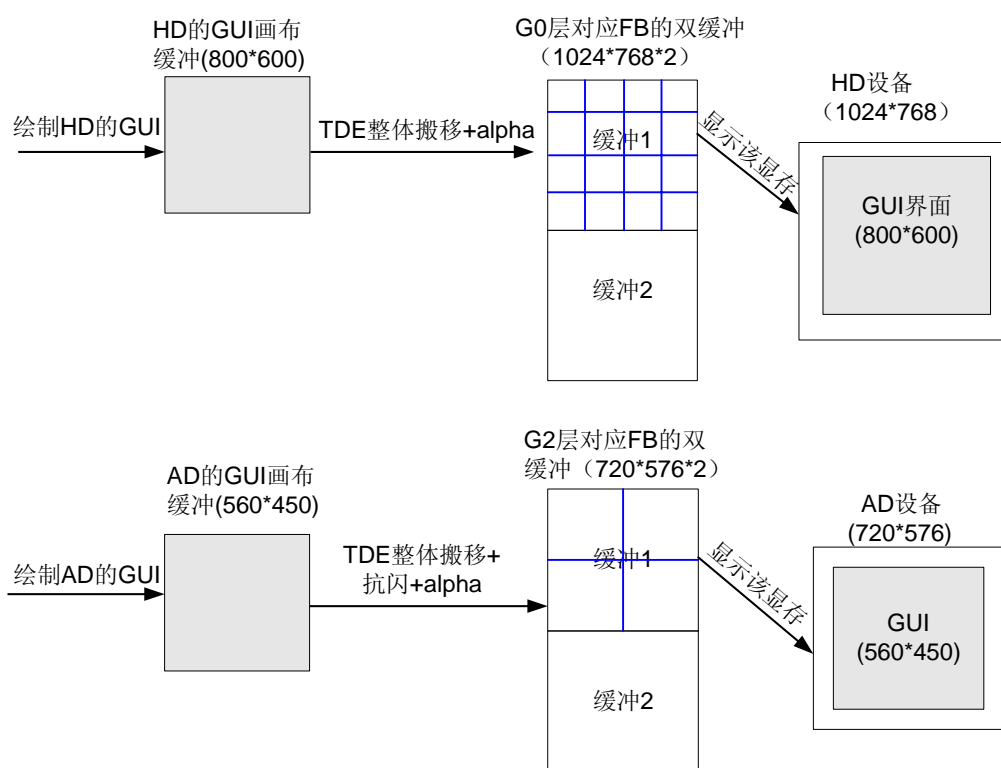 HD的GUI画布
缓冲(800*600)
G0层对应FB的双缓冲
（1024*768*2）
HD设备
（1024*768）
绘制HD的GUI
TDE整体搬移+alpha
缓冲1
显示该显存
GUI界面
(800*600)
缓冲2
AD的GUI画布
缓冲(560*450)
G2层对应FB的双
缓冲（720*576*2）
AD设备
(720*576)
绘制AD的GUI
TDE整体搬移+
抗闪+alpha
缓冲1
显示该显存
GUI
(560*450)
缓冲2